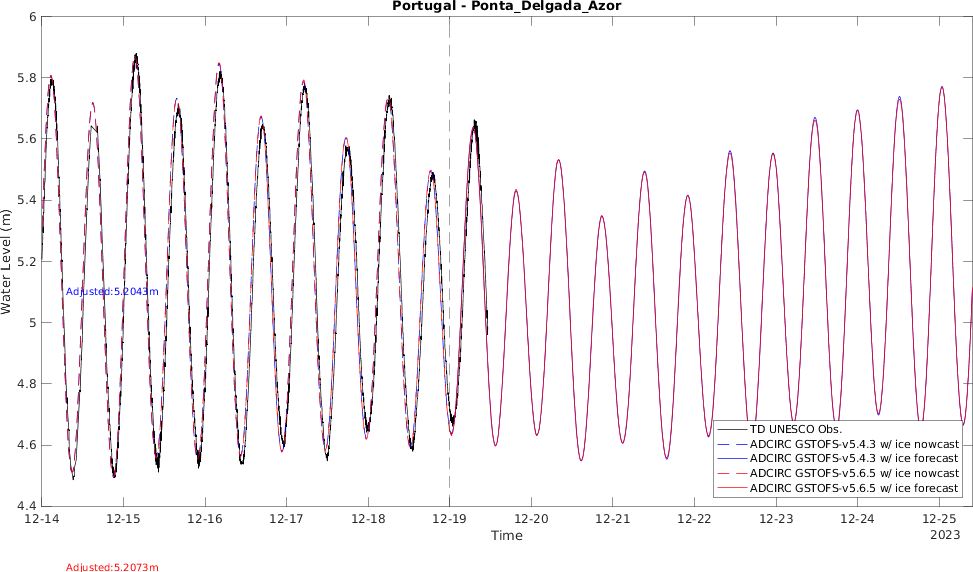 Portugal - Ponta_Delgada_Azor
6
5.8
5.6
5.4
5.2
5
4.8
4.6
4.4
Water Level (m)
Adjusted:5.2043m
TD UNESCO Obs.
ADCIRC GSTOFS-v5.4.3 w/ ice nowcast
ADCIRC GSTOFS-v5.4.3 w/ ice forecast
ADCIRC GSTOFS-v5.6.5 w/ ice nowcast
ADCIRC GSTOFS-v5.6.5 w/ ice forecast
12-14 12-15 12-16 12-17 12-18 12-19 12-20 12-21 12-22 12-23 12-24 12-25
Time
2023
Adjusted:5.2073m